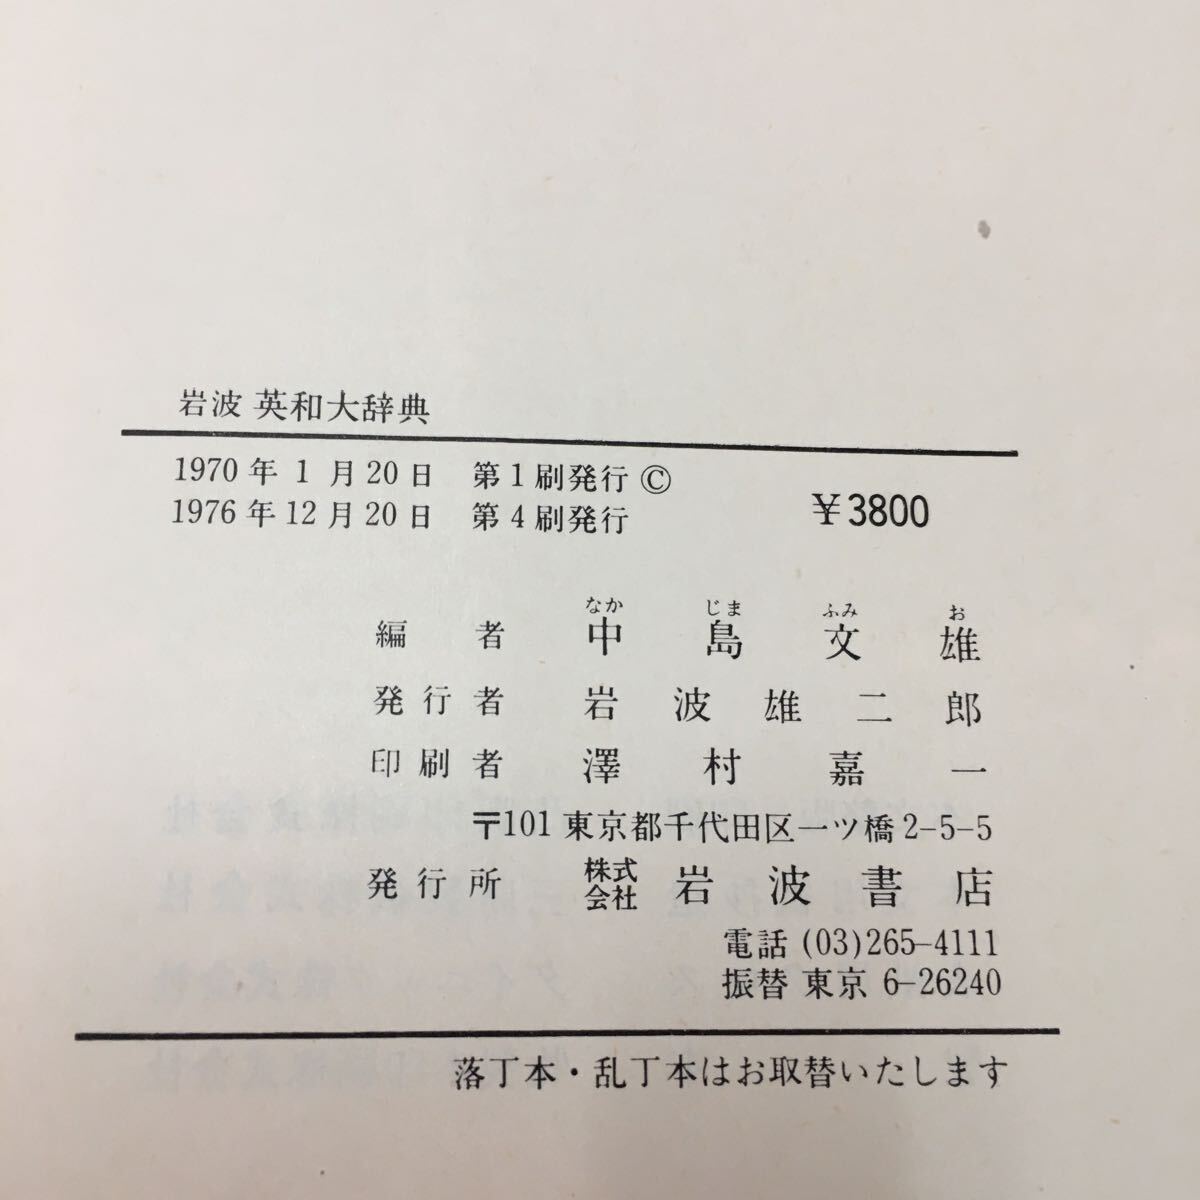 岩波 英和大辞典
1970年 1 月20日 第1刷発行 ©
1976年12月20日 第4刷発行
¥3800
なか じま ふみ お
編者 中島文雄
発行者 岩波雄二郎
印刷者 澤村嘉一
〒101 東京都千代田区一ツ橋2-5-5
発行所 株式会社 岩波書店
電話 (03)265-4111
振替 東京 6-26240
落丁本・乱丁本はお取替いたします